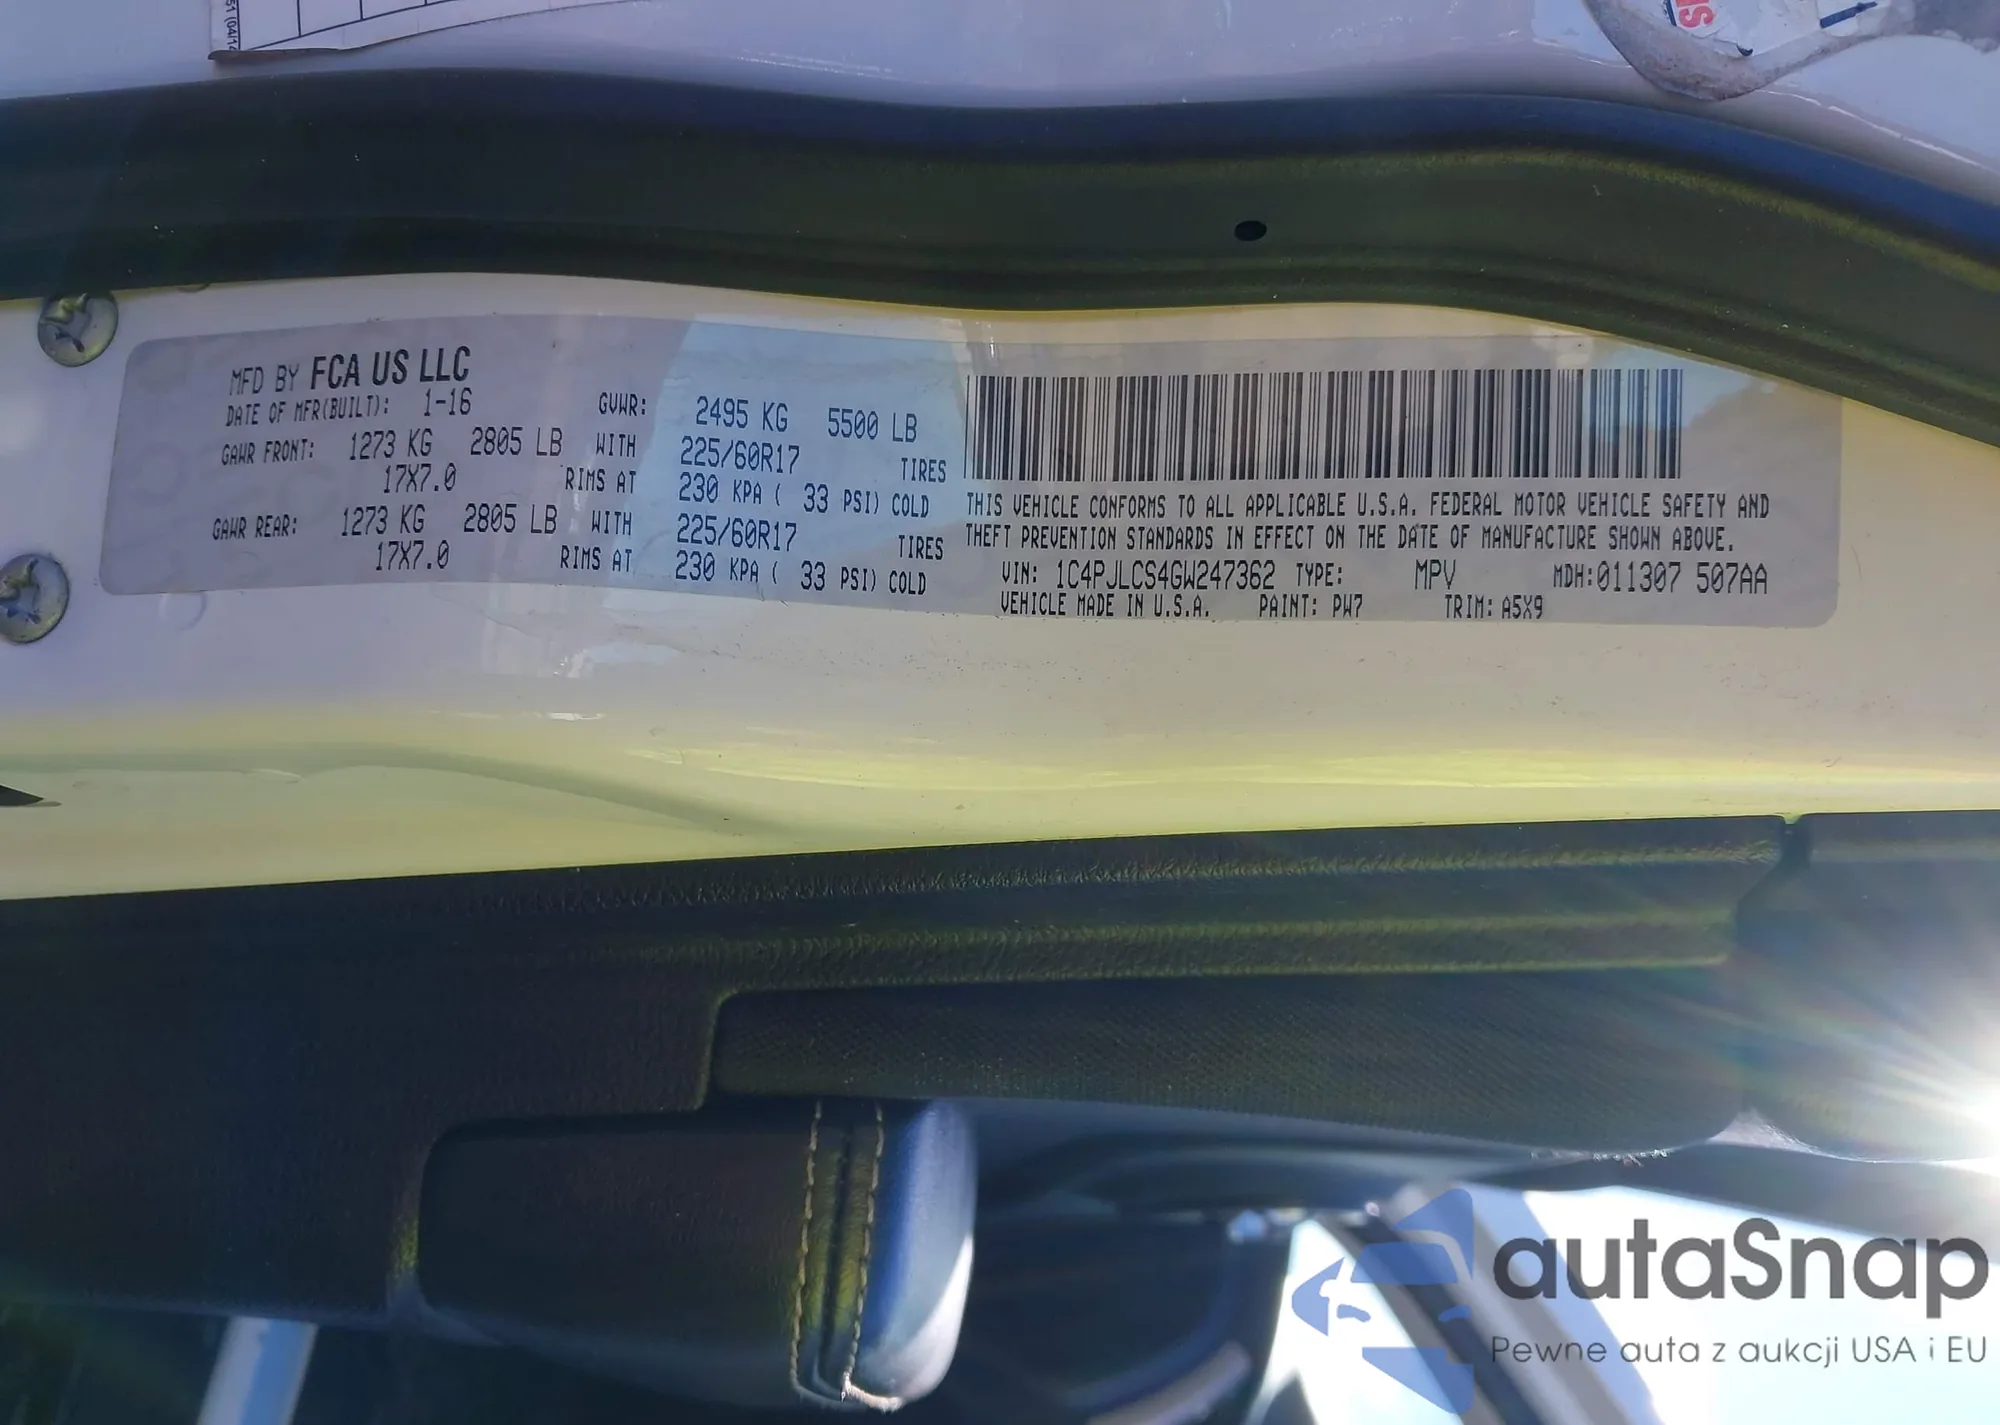 51 (04/14
MFD BY FCA US LLC
DATE OF MFR(BUILT): 1-16 GVWR: 2495 KG 5500 LB
GAWR FRONT: 1273 KG 2805 LB WITH 225/60R17 TIRES
17X7.0 RIMS AT 230 KPA ( 33 PSI) COLD
GAWR REAR: 1273 KG 2805 LB WITH 225/60R17 TIRES
17X7.0 RIMS AT 230 KPA ( 33 PSI) COLD
THIS VEHICLE CONFORMS TO ALL APPLICABLE U.S.A. FEDERAL MOTOR VEHICLE SAFETY AND
THEFT PREVENTION STANDARDS IN EFFECT ON THE DATE OF MANUFACTURE SHOWN ABOVE.
VIN: 1C4PJLCS4GW247362 TYPE: MPV MDH:011307 507AA
VEHICLE MADE IN U.S.A. PAINT: PW7 TRIM: A5X9
autaSnap
Pewne auta z aukcji USA i EU